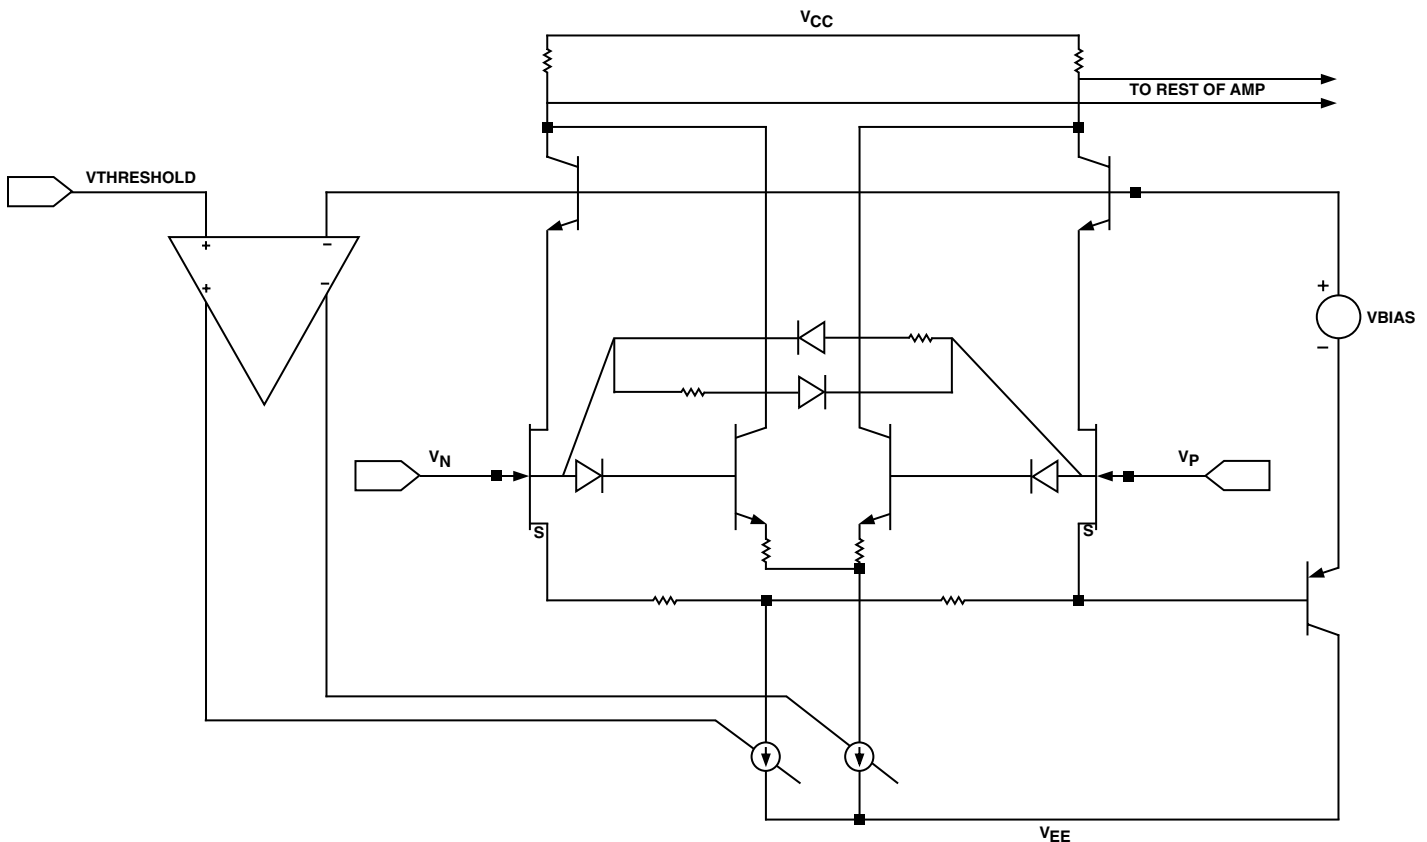 VCC
TO REST OF AMP
VTHRESHOLD
+ −
+ −
+
VBIAS
−
VN
VP
S
S
VEE